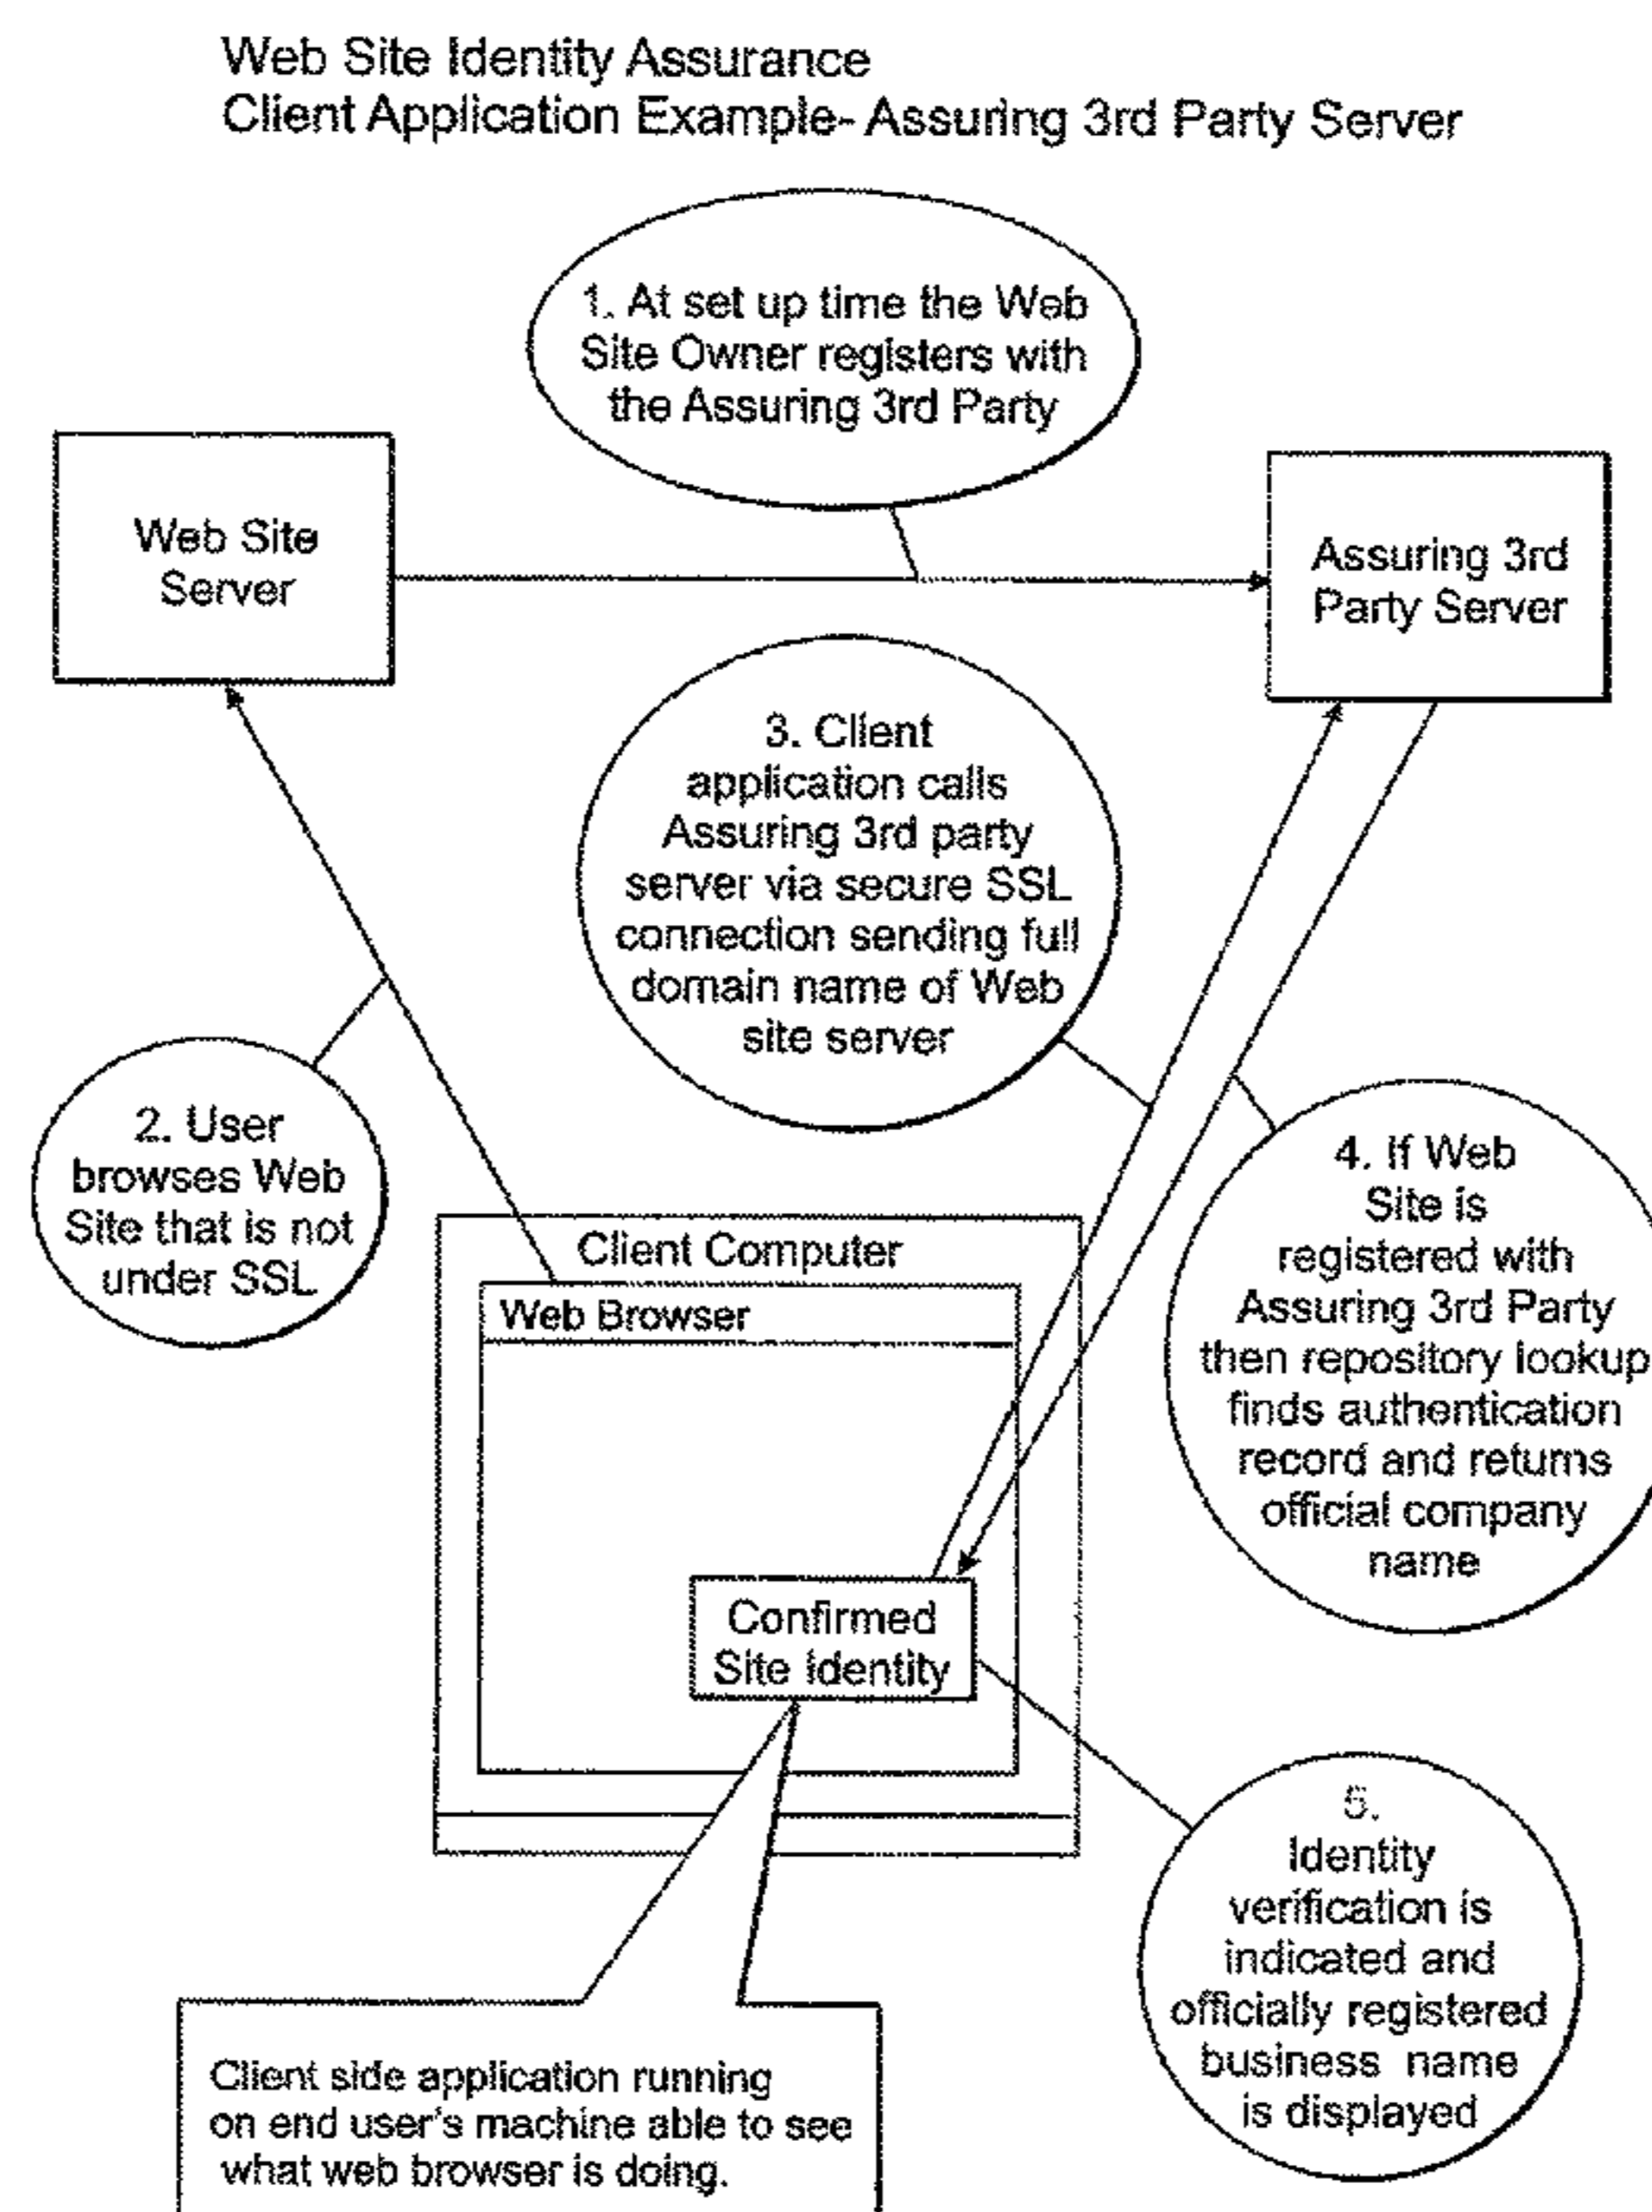 Web Site Identity Assurance
Client Application Example- Assuring 3rd Party Server
1. At set up time the Web
Site Owner registers with
the Assuring 3rd Party
Web Site
Server
Assuring 3rd
Party Server
3. Client
application calls
Assuring 3rd party
server via secure SSL
connection sending full
domain name of Web
site server
2. User
browses Web
Site that is not
under SSL
4. If Web
Site is
registered with
Assuring 3rd Party
then repository lookup
finds authentication
record and returns
official company
name
Client Computer
Web Browser
Confirmed
Site Identity
5.
Identity
verification is
indicated and
officially registered
business name
is displayed
Client side application running
on end user's machine able to see
what web browser is doing.